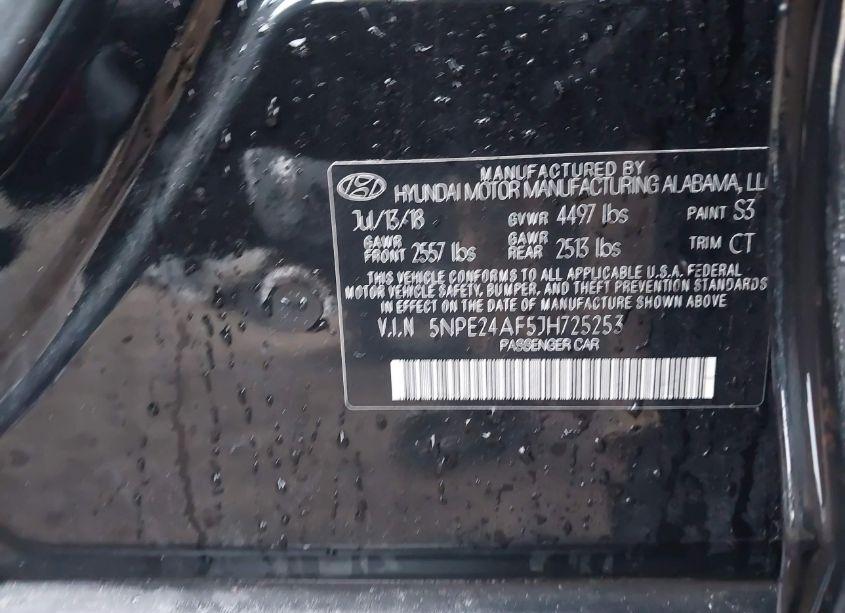 MANUFACTURED BY
HYUNDAI MOTOR MANUFACTURING ALABAMA, LL
Jul/13/18 GVWR 4497 lbs PAINT S3
GAWR FRONT 2557 lbs GAWR REAR 2513 lbs TRIM CT
THIS VEHICLE CONFORMS TO ALL APPLICABLE U.S.A. FEDERAL
MOTOR VEHICLE SAFETY, BUMPER, AND THEFT PREVENTION STANDARDS
IN EFFECT ON THE DATE OF MANUFACTURE SHOWN ABOVE
V.I.N 5NPE24AF5JH725253
PASSENGER CAR